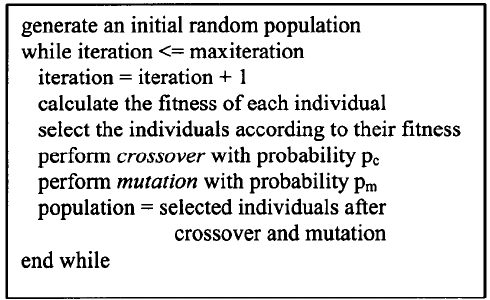 generate an initial random population
while iteration <= maxiteration
iteration = iteration + 1
calculate the fitness of each individual
select the individuals according to their fitness
perform crossover with probability pc
perform mutation with probability pm
population = selected individuals after
crossover and mutation
end while